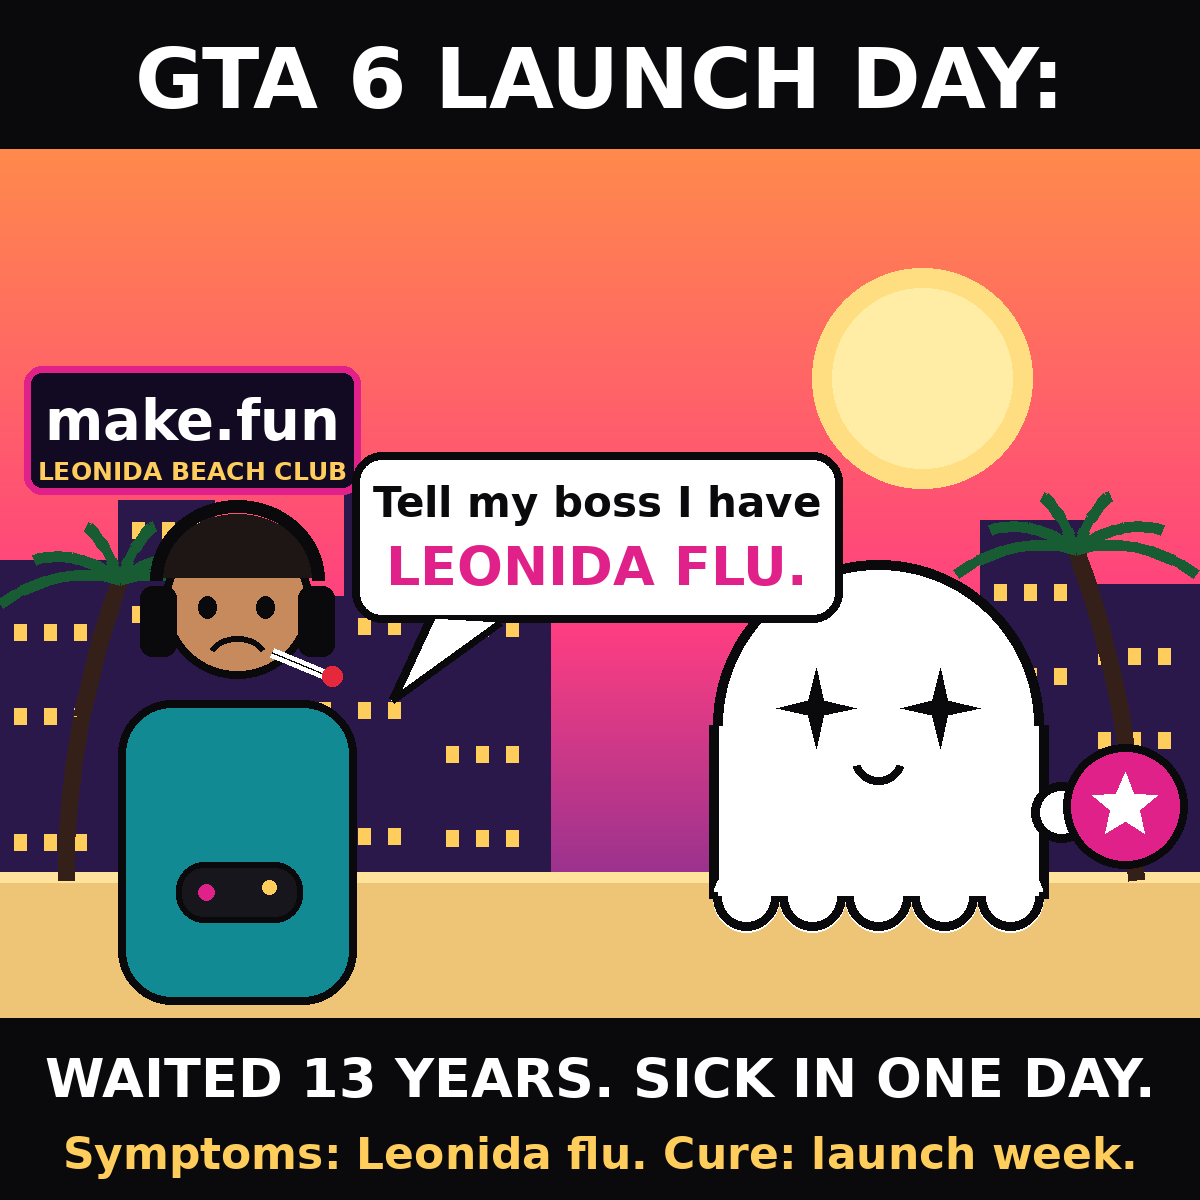 GTA 6 LAUNCH DAY:
make.fun
LEONIDA BEACH CLUB
Tell my boss I have
LEONIDA FLU.
WAITED 13 YEARS. SICK IN ONE DAY.
Symptoms: Leonida flu. Cure: launch week.